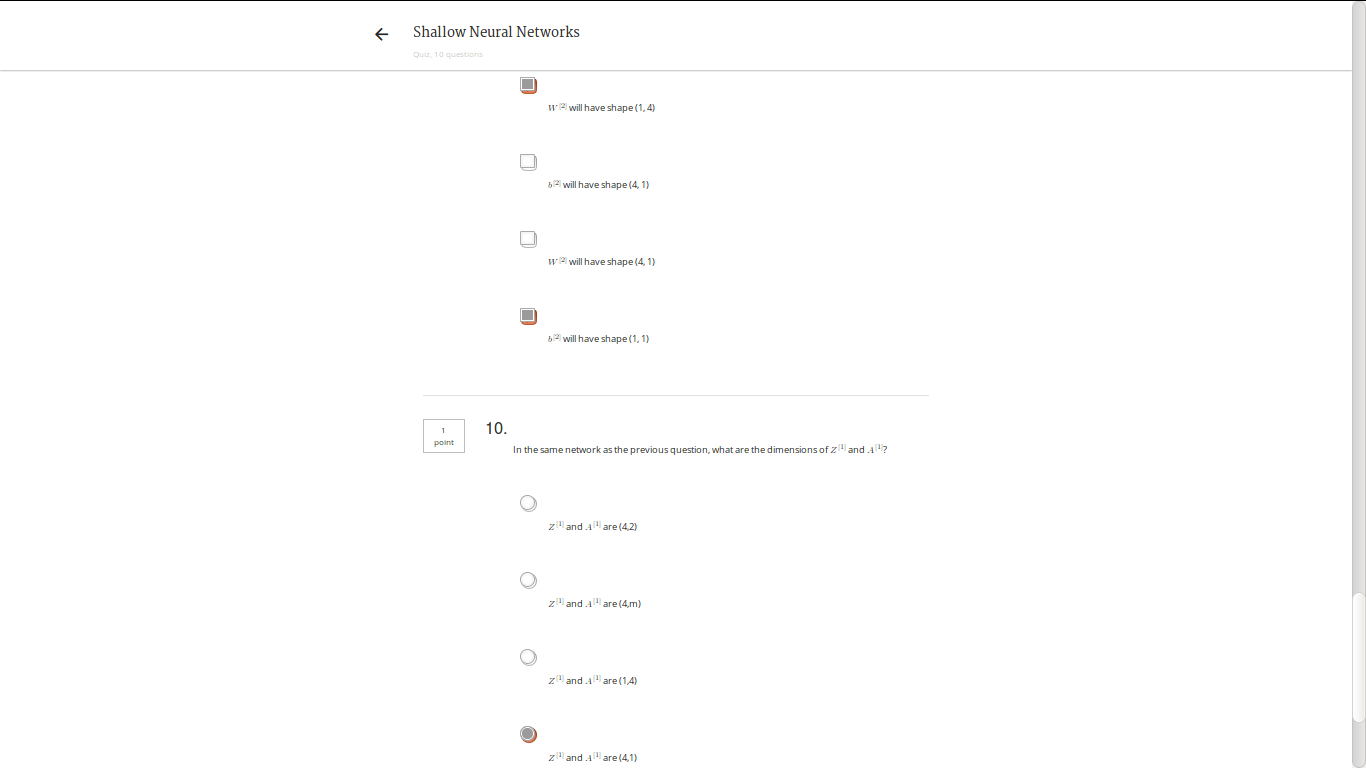 Shallow Neural Networks
Quiz, 10 questions
W[2] will have shape (1, 4)
b[2] will have shape (4, 1)
W[2] will have shape (4, 1)
b[2] will have shape (1, 1)
1
point
10.
In the same network as the previous question, what are the dimensions of Z[1] and A[1]?
Z[1] and A[1] are (4,2)
Z[1] and A[1] are (4,m)
Z[1] and A[1] are (1,4)
Z[1] and A[1] are (4,1)